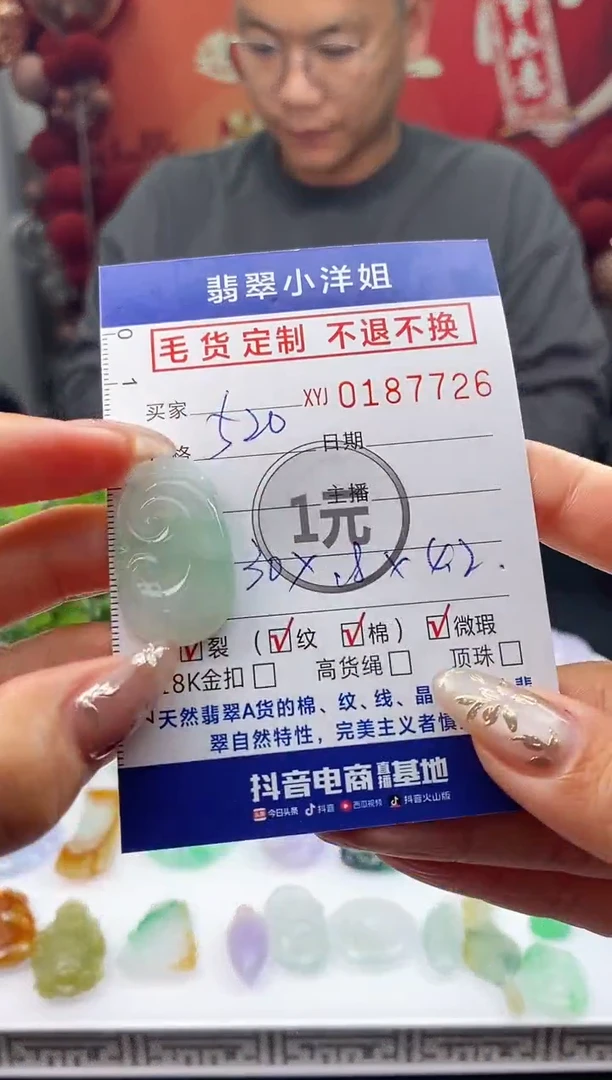 翡翠小洋姐
毛货定制 不退不换
0
1
买家
XYJ 0187726
520
格
日期
主播
1元
裂 (纹 棉) 微瑕
8K金扣 高货绳 顶珠
天然翡翠A货的棉、纹、线、晶
翠自然特性，完美主义者慎
抖音电商直播基地
今日头条 抖音 西瓜视频 抖音火山版